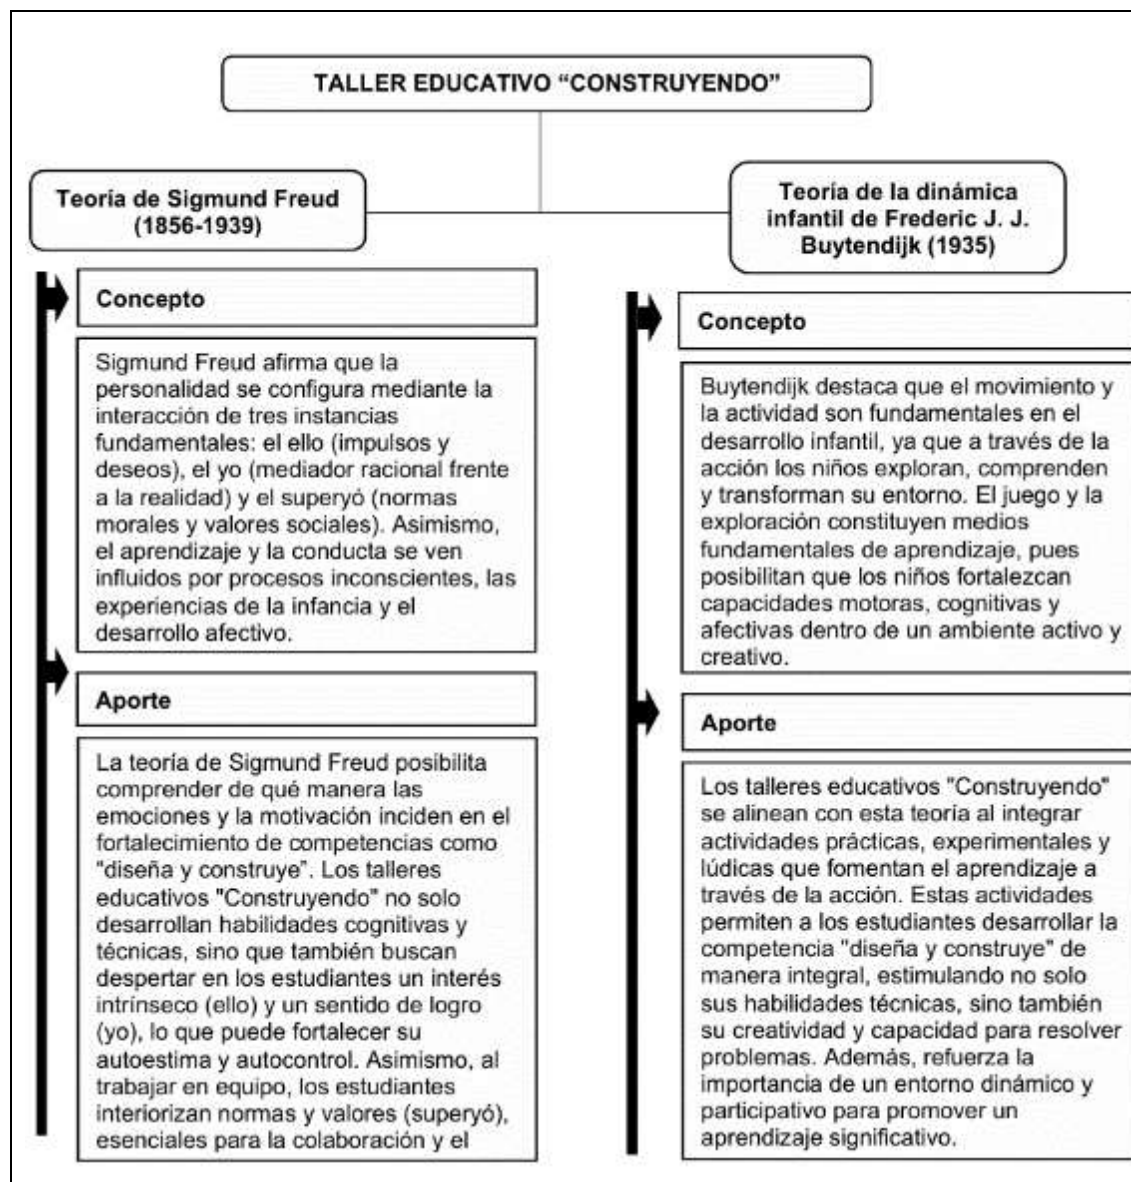 TALLER EDUCATIVO “CONSTRUYENDO”
Teoría de Sigmund Freud
(1856-1939)
Concepto
Sigmund Freud afirma que la
personalidad se configura mediante la
interacción de tres instancias
fundamentales: el ello (impulsos y
deseos), el yo (mediador racional frente
a la realidad) y el superyó (normas
morales y valores sociales). Asimismo,
el aprendizaje y la conducta se ven
influidos por procesos inconscientes, las
experiencias de la infancia y el
desarrollo afectivo.
Aporte
La teoría de Sigmund Freud posibilita
comprender de qué manera las
emociones y la motivación inciden en el
fortalecimiento de competencias como
"diseña y construye”. Los talleres
educativos "Construyendo" no solo
desarrollan habilidades cognitivas y
técnicas, sino que también buscan
despertar en los estudiantes un interés
intrínseco (ello) y un sentido de logro
(yo), lo que puede fortalecer su
autoestima y autocontrol. Asimismo, al
trabajar en equipo, los estudiantes
interiorizan normas y valores (superyó),
esenciales para la colaboración y el
Teoría de la dinámica
infantil de Frederic J. J.
Buytendijk (1935)
Concepto
Buytendijk destaca que el movimiento y
la actividad son fundamentales en el
desarrollo infantil, ya que a través de la
acción los niños exploran, comprenden
y transforman su entorno. El juego y la
exploración constituyen medios
fundamentales de aprendizaje, pues
posibilitan que los niños fortalezcan
capacidades motoras, cognitivas y
afectivas dentro de un ambiente activo y
creativo.
Aporte
Los talleres educativos "Construyendo"
se alinean con esta teoría al integrar
actividades prácticas, experimentales y
lúdicas que fomentan el aprendizaje a
través de la acción. Estas actividades
permiten a los estudiantes desarrollar la
competencia "diseña y construye" de
manera integral, estimulando no solo
sus habilidades técnicas, sino también
su creatividad y capacidad para resolver
problemas. Además, refuerza la
importancia de un entorno dinámico y
participativo para promover un
aprendizaje significativo.